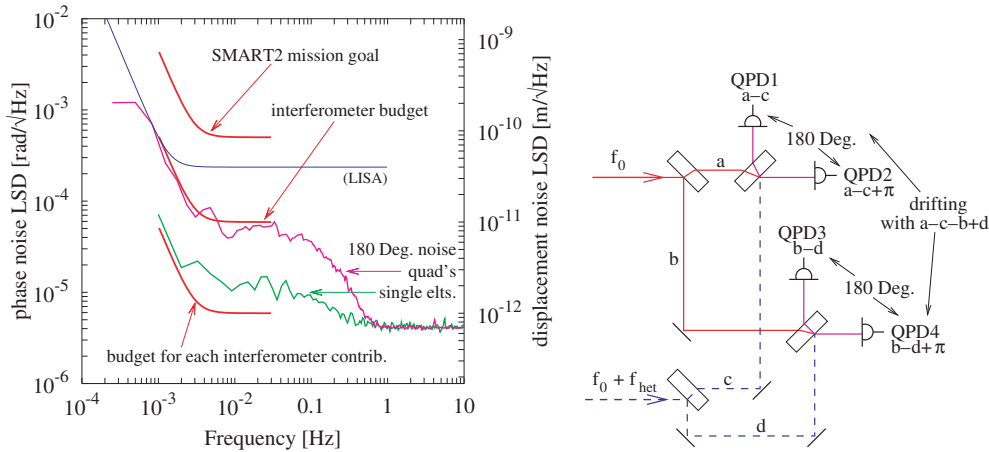 10⁻²
10⁻³
10⁻⁴
10⁻⁵
10⁻⁶
phase noise LSD [rad/√Hz]
10⁻⁴
10⁻³
10⁻²
0.1
1
10
Frequency [Hz]
10⁻⁹
10⁻¹⁰
10⁻¹¹
10⁻¹²
displacement noise LSD [m/√Hz]
SMART2 mission goal
interferometer budget
(LISA)
180 Deg. noise
quad's
single elts.
budget for each interferometer contrib.
QPD1
a−c
180 Deg.
f₀
a
QPD2
a−c+π
drifting
with a−c−b+d
QPD3
b−d
b
180 Deg.
QPD4
b−d+π
f₀ + f_het
c
d